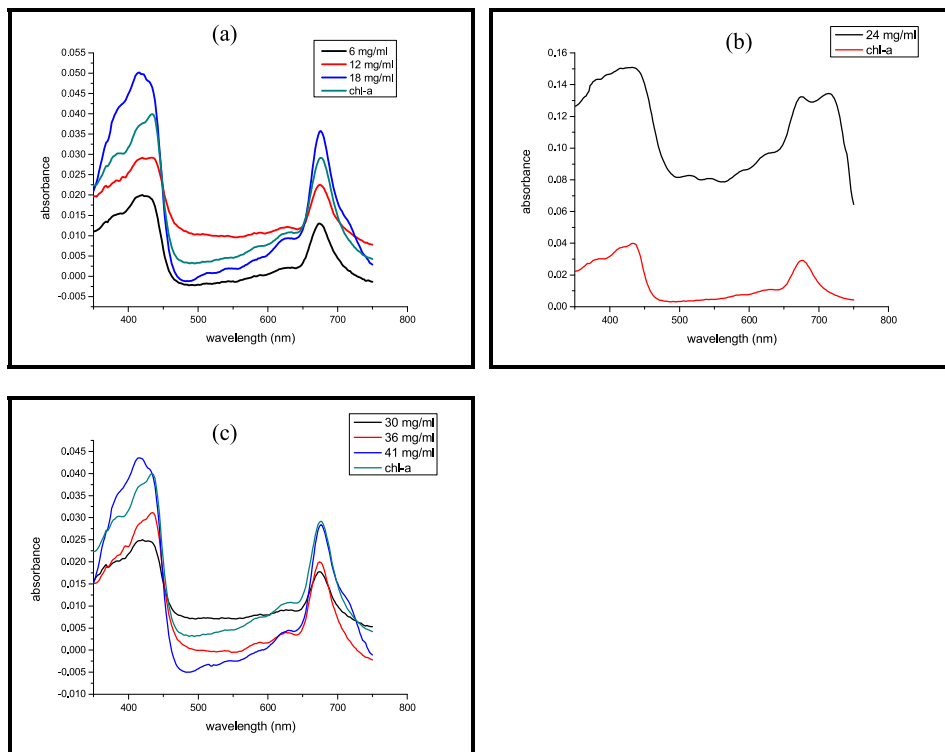 (a)
6 mg/ml
12 mg/ml
18 mg/ml
chl-a
0.055
0.050
0.045
0.040
0.035
0.030
0.025
0.020
0.015
0.010
0.005
0.000
-0.005
absorbance
400 500 600 700 800
wavelength (nm)
(b)
24 mg/ml
chl-a
0.16
0.14
0.12
0.10
0.08
0.06
0.04
0.02
0.00
absorbance
400 500 600 700 800
wavelength (nm)
(c)
30 mg/ml
36 mg/ml
41 mg/ml
chl-a
0.045
0.040
0.035
0.030
0.025
0.020
0.015
0.010
0.005
0.000
-0.005
-0.010
absorbance
400 500 600 700 800
wavelength (nm)